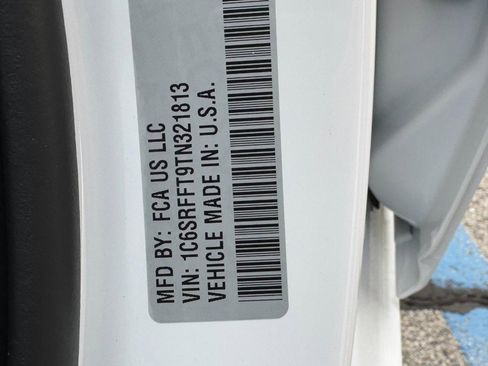 MFD BY: FCA US LLC
VIN: 1C6SRFFT9TN321813
VEHICLE MADE IN: U.S.A.